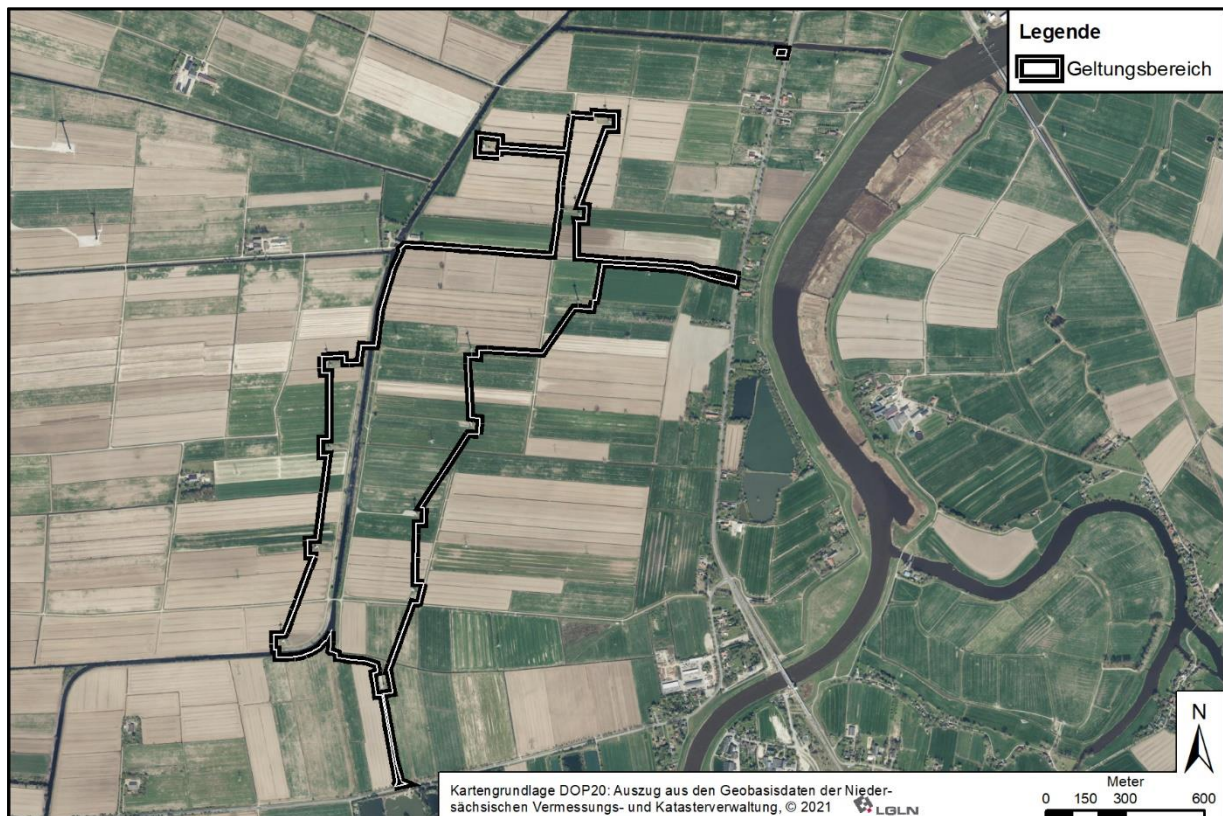 Legende
Geltungsbereich
N
Kartengrundlage DOP20: Auszug aus den Geobasisdaten der Nieder-
sächsischen Vermessungs- und Katasterverwaltung, © 2021
LGLN
Meter
0 150 300 600